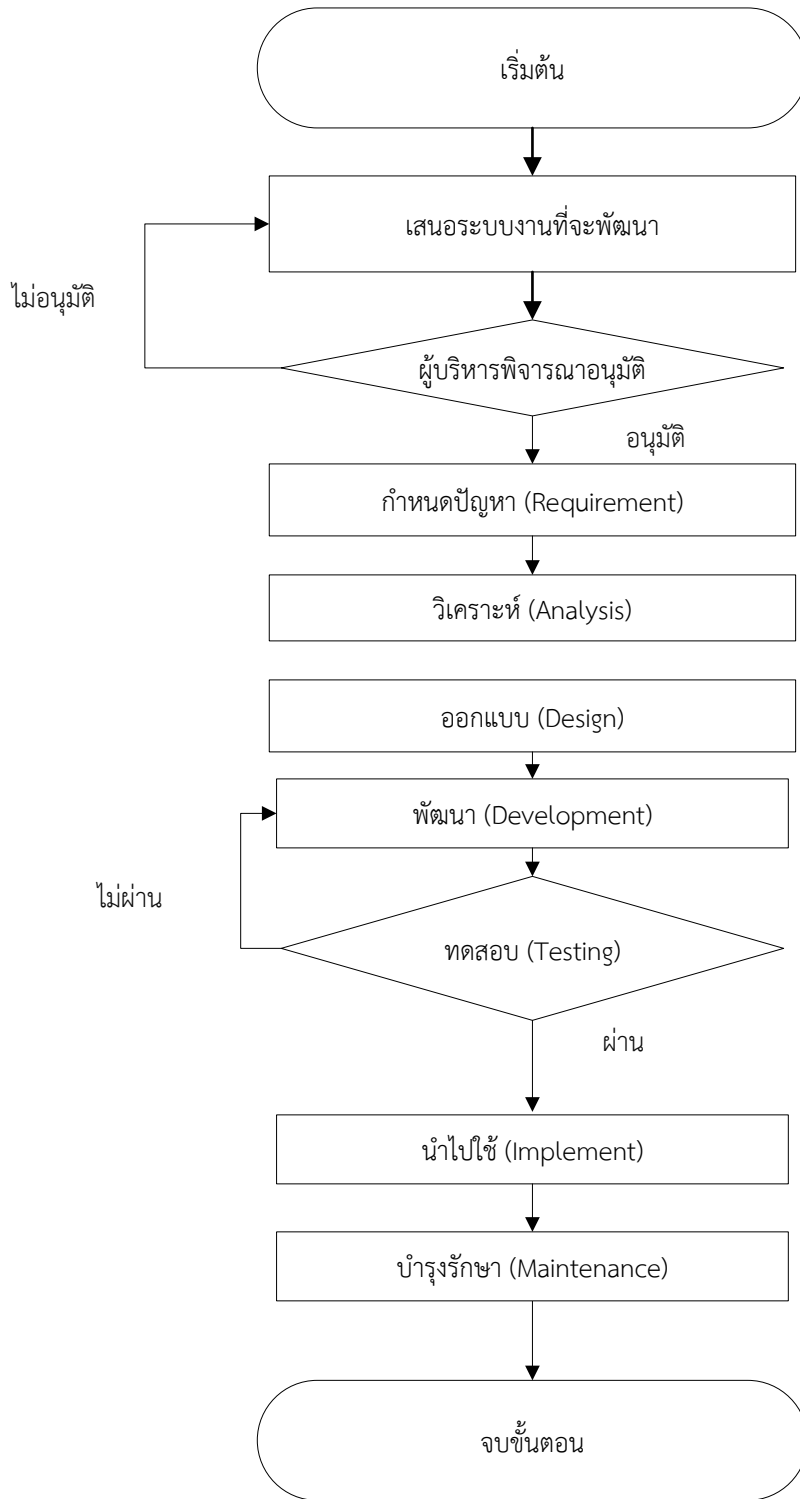 เริ่มต้น
เสนอระบบงานที่จะพัฒนา
ไม่อนุมัติ
ผู้บริหารพิจารณาอนุมัติ
อนุมัติ
กำหนดปัญหา (Requirement)
วิเคราะห์ (Analysis)
ออกแบบ (Design)
พัฒนา (Development)
ไม่ผ่าน
ทดสอบ (Testing)
ผ่าน
นำไปใช้ (Implement)
บำรุงรักษา (Maintenance)
จบขั้นตอน